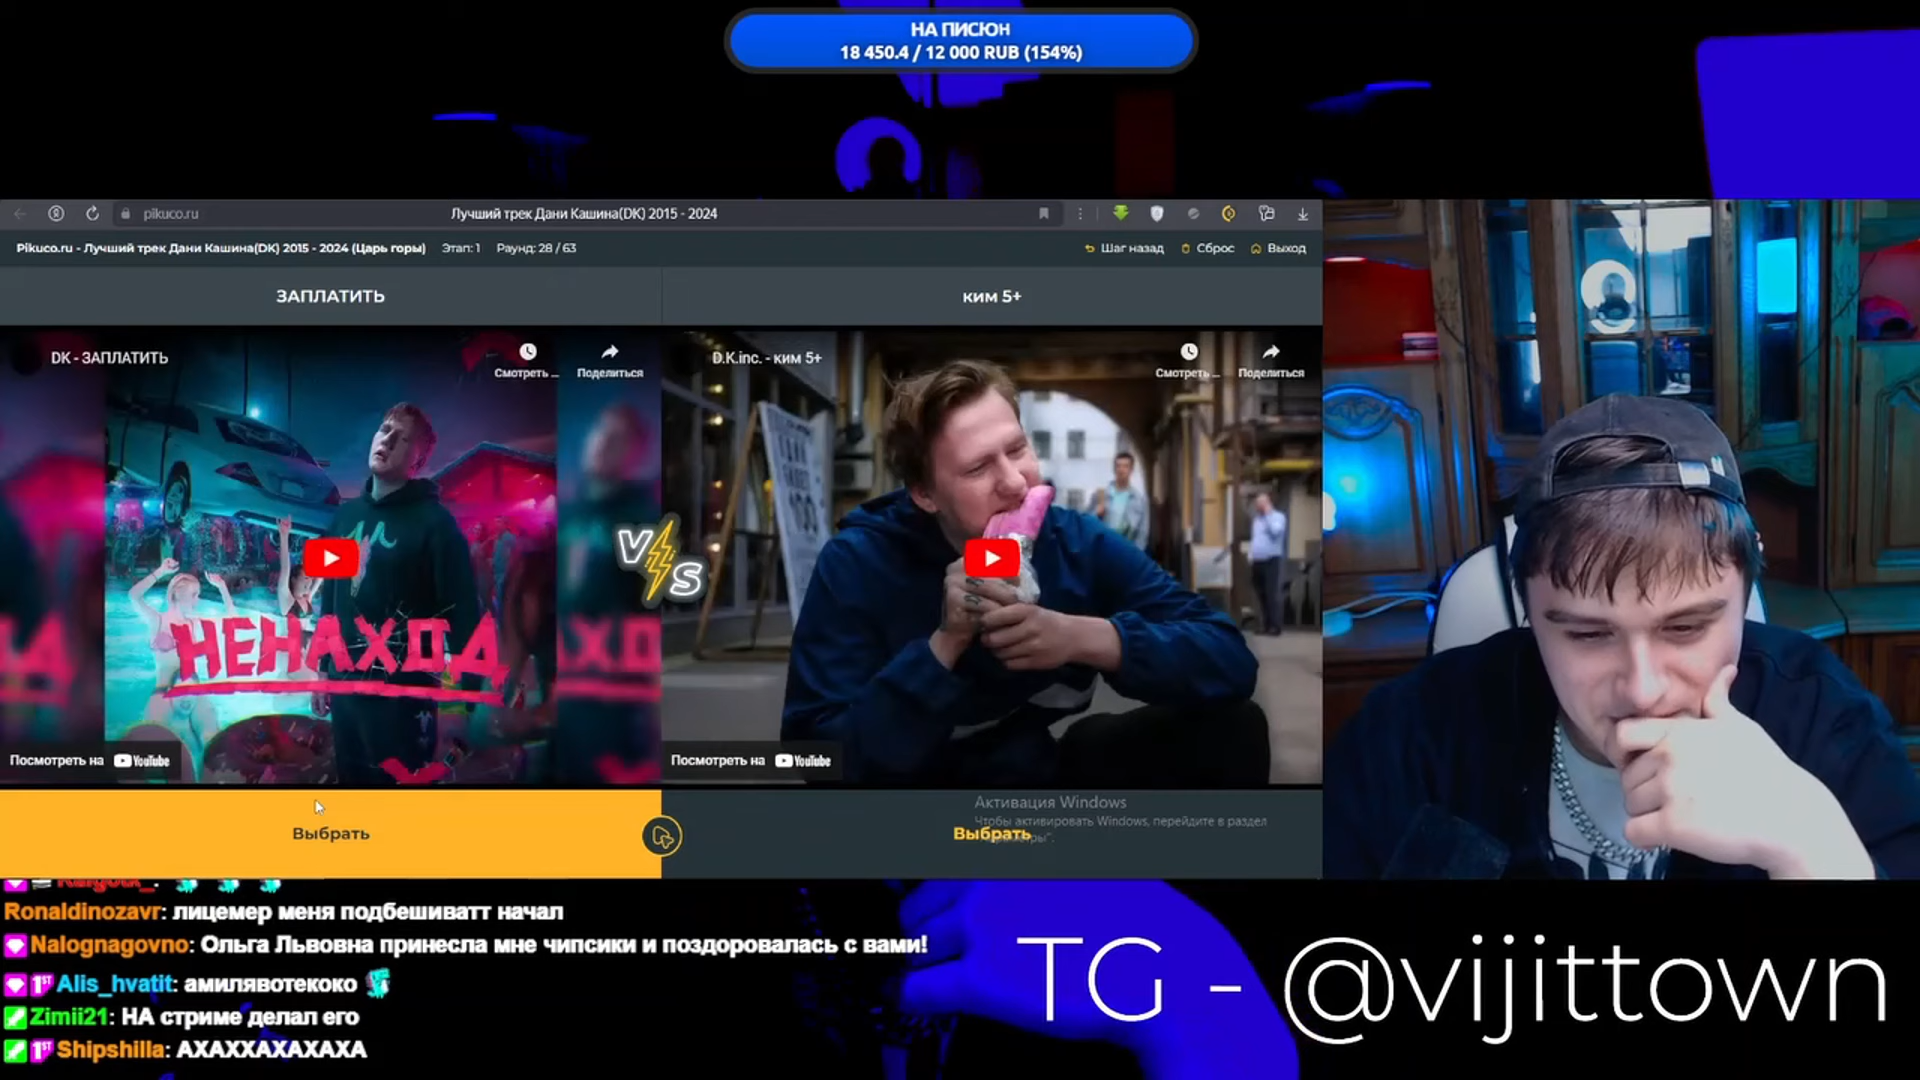 НА ПИСЮН
18 450.4 / 12 000 RUB (154%)
pikuco.ru
Лучший трек Дани Кашина(DK) 2015 - 2024
Pikuco.ru - Лучший трек Дани Кашина(DK) 2015 - 2024 (Царь горы) Этап: 1 Раунд: 28 / 63
Шаг назад Сброс Выход
ЗАПЛАТИТЬ
ким 5+
DK - ЗАПЛАТИТЬ
Смотреть ...
Поделиться
D.K.inc. - ким 5+
Смотреть ...
Поделиться
VS
НЕНАХОД
Посмотреть на YouTube
Посмотреть на YouTube
Выбрать
Активация Windows
Чтобы активировать Windows, перейдите в раздел
Выбрать
Ronaldinozavr: лицемер меня подбешиватт начал
Nalognagovno: Ольга Львовна принесла мне чипсики и поздоровалась с вами!
1ST Alis_hvatit: амилявотекоко
Zimii21: НА стриме делал его
1ST Shipshilla: АХАХХАХАХАХА
TG - @vijittown